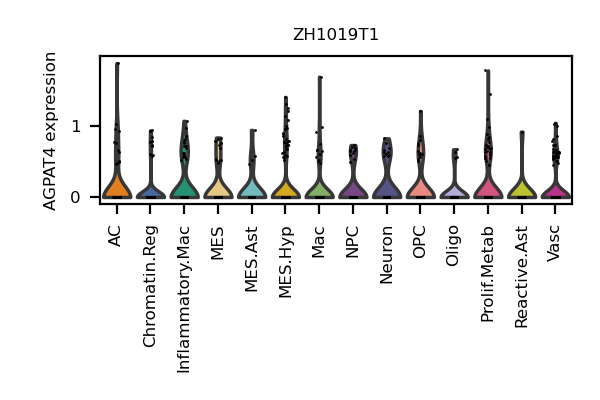 ZH1019T1
AGPAT4 expression
1
0
AC
Chromatin.Reg
Inflammatory.Mac
MES
MES.Ast
MES.Hyp
Mac
NPC
Neuron
OPC
Oligo
Prolif.Metab
Reactive.Ast
Vasc